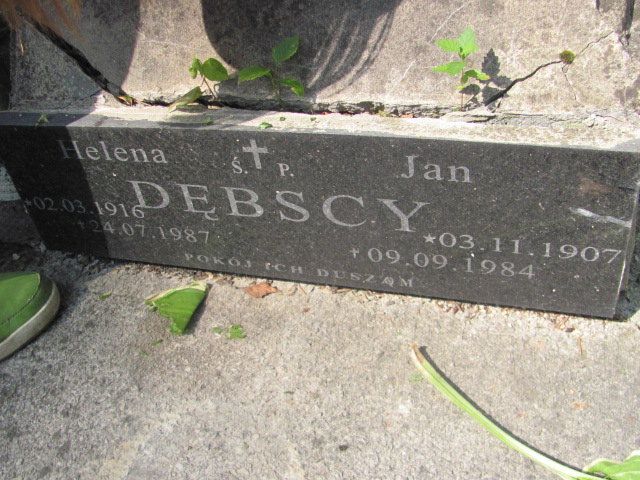 Helena Ś. P. Jan
DĘBSCY
*02.03.1916 *03.11.1907
+24.07.1987 +09.09.1984
POKÓJ ICH DUSZOM